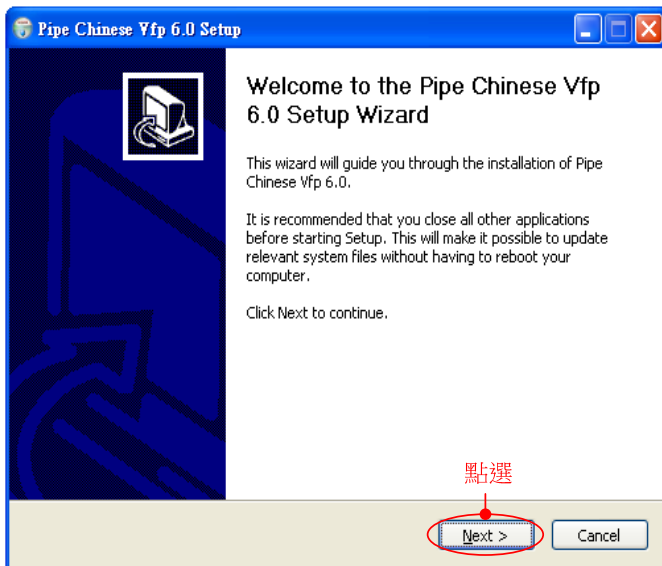 Pipe Chinese Vfp 6.0 Setup
Welcome to the Pipe Chinese Vfp
6.0 Setup Wizard
This wizard will guide you through the installation of Pipe
Chinese Vfp 6.0.
It is recommended that you close all other applications
before starting Setup. This will make it possible to update
relevant system files without having to reboot your
computer.
Click Next to continue.
點選
Next >
Cancel